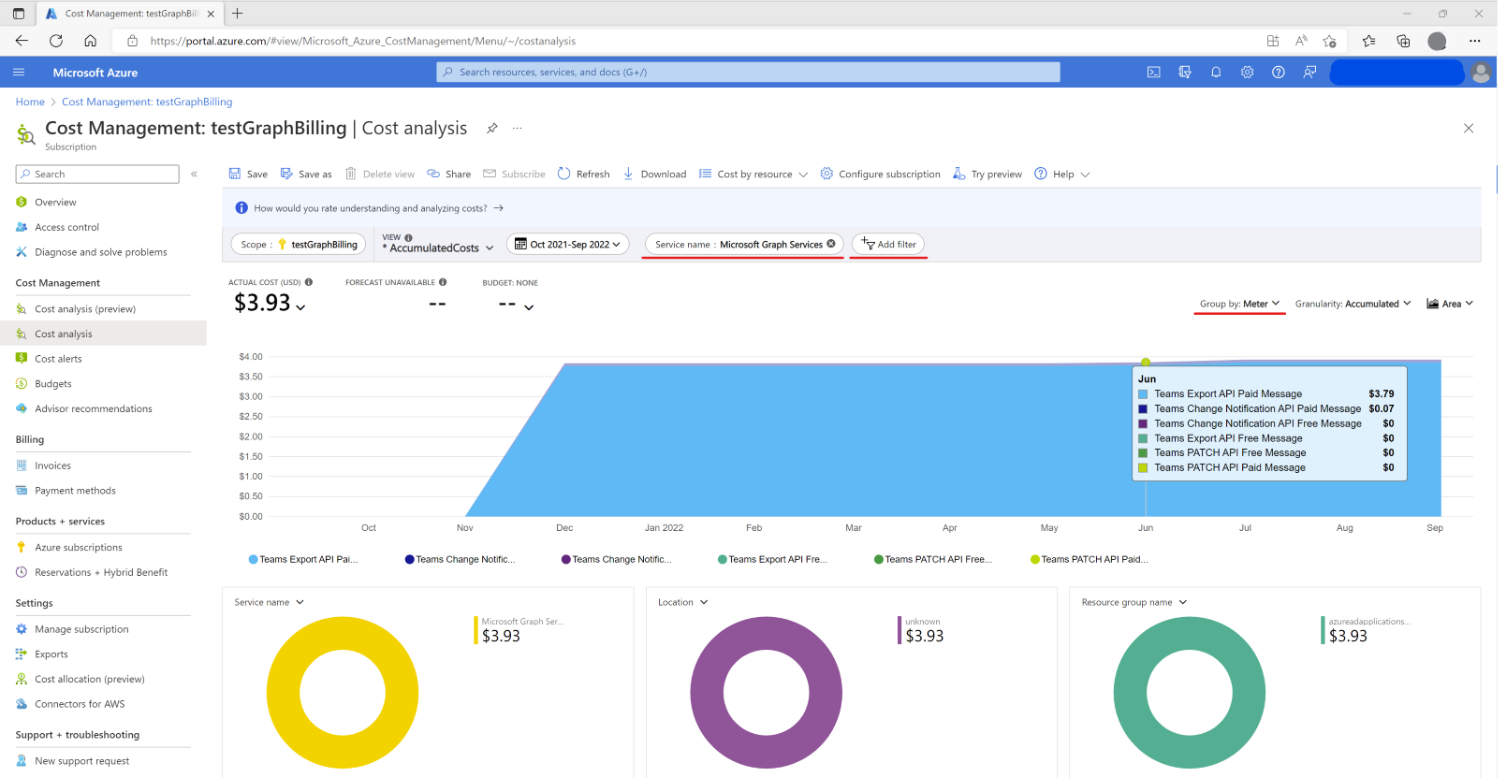 Cost Management: testGraphBill
https://portal.azure.com/#view/Microsoft_Azure_CostManagement/Menu/~/costanalysis
Microsoft Azure
Search resources, services, and docs (G+/)
Home > Cost Management: testGraphBilling
Cost Management: testGraphBilling | Cost analysis
Subscription
Search
Save Save as Delete view Share Subscribe Refresh Download Cost by resource Configure subscription Try preview Help
Overview
Access control
Diagnose and solve problems
Cost Management
Cost analysis (preview)
Cost analysis
Cost alerts
Budgets
Advisor recommendations
Billing
Invoices
Payment methods
Products + services
Azure subscriptions
Reservations + Hybrid Benefit
Settings
Manage subscription
Exports
Cost allocation (preview)
Connectors for AWS
Support + troubleshooting
New support request
How would you rate understanding and analyzing costs? →
Scope : testGraphBilling
VIEW
* AccumulatedCosts
Oct 2021-Sep 2022
Service name : Microsoft Graph Services
Add filter
ACTUAL COST (USD)
$3.93
FORECAST UNAVAILABLE
--
BUDGET: NONE
--
Group by: Meter
Granularity: Accumulated
Area
$4.00
$3.50
$3.00
$2.50
$2.00
$1.50
$1.00
$0.50
$0.00
Oct Nov Dec Jan 2022 Feb Mar Apr May Jun Jul Aug Sep
Jun
Teams Export API Paid Message $3.79
Teams Change Notification API Paid Message $0.07
Teams Change Notification API Free Message $0
Teams Export API Free Message $0
Teams PATCH API Free Message $0
Teams PATCH API Paid Message $0
Teams Export API Pai... Teams Change Notific... Teams Change Notific... Teams Export API Fre... Teams PATCH API Free... Teams PATCH API Paid...
Service name
Microsoft Graph Ser...
$3.93
Location
unknown
$3.93
Resource group name
azureadapplications...
$3.93